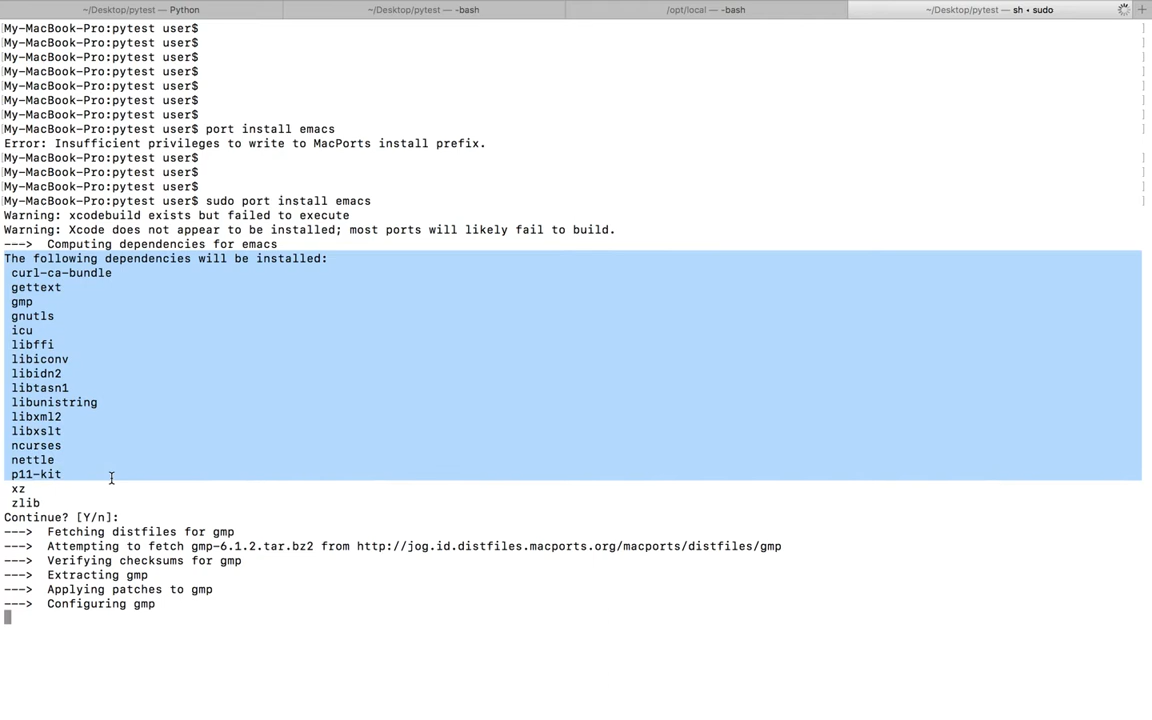 ~/Desktop/pytest — Python
~/Desktop/pytest — -bash
/opt/local — -bash
~/Desktop/pytest — sh • sudo
My-MacBook-Pro:pytest user$
My-MacBook-Pro:pytest user$
My-MacBook-Pro:pytest user$
My-MacBook-Pro:pytest user$
My-MacBook-Pro:pytest user$
My-MacBook-Pro:pytest user$
My-MacBook-Pro:pytest user$
My-MacBook-Pro:pytest user$ port install emacs
Error: Insufficient privileges to write to MacPorts install prefix.
My-MacBook-Pro:pytest user$
My-MacBook-Pro:pytest user$
My-MacBook-Pro:pytest user$
My-MacBook-Pro:pytest user$ sudo port install emacs
Warning: xcodebuild exists but failed to execute
Warning: Xcode does not appear to be installed; most ports will likely fail to build.
---> Computing dependencies for emacs
The following dependencies will be installed:
curl-ca-bundle
gettext
gmp
gnutls
icu
libffi
libiconv
libidn2
libtasn1
libunistring
libxml2
libxslt
ncurses
nettle
p11-kit
xz
zlib
Continue? [Y/n]:
---> Fetching distfiles for gmp
---> Attempting to fetch gmp-6.1.2.tar.bz2 from http://jog.id.distfiles.macports.org/macports/distfiles/gmp
---> Verifying checksums for gmp
---> Extracting gmp
---> Applying patches to gmp
---> Configuring gmp